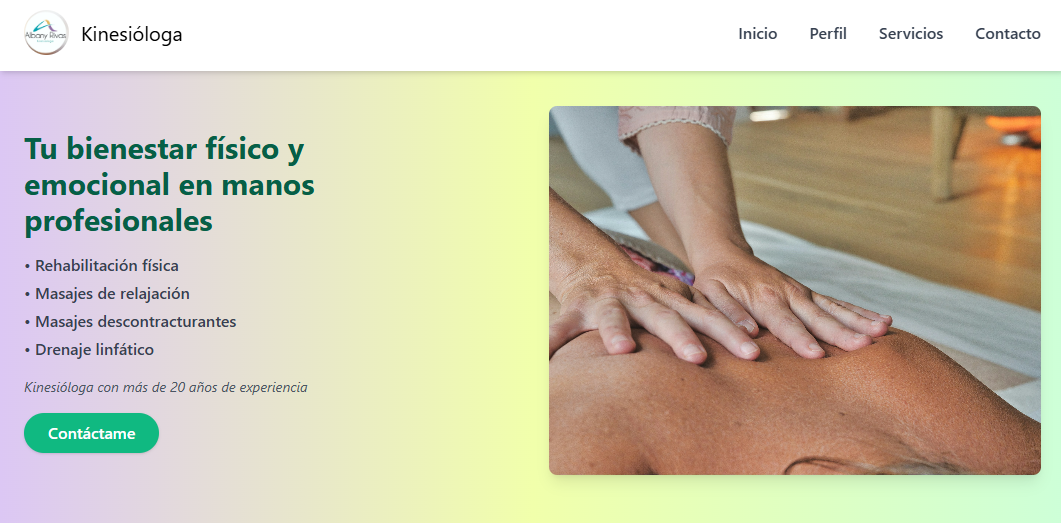 Albany Rivas
Kinesióloga
Inicio
Perfil
Servicios
Contacto
Tu bienestar físico y
emocional en manos
profesionales
• Rehabilitación física
• Masajes de relajación
• Masajes descontracturantes
• Drenaje linfático
Kinesióloga con más de 20 años de experiencia
Contáctame